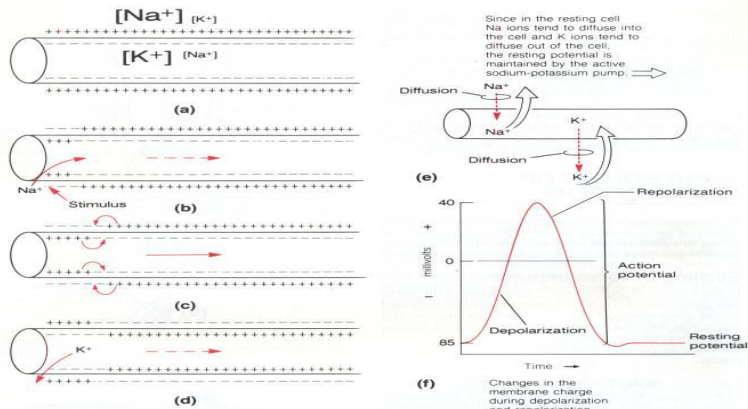 [Na+] [K+]
[K+] [Na+]
(a)
Na+
Stimulus
(b)
(c)
K+
(d)
Since in the resting cell
Na ions tend to diffuse into
the cell and K ions tend to
diffuse out of the cell,
the resting potential is
maintained by the active
sodium-potassium pump.
Diffusion
Na+
Na+
K+
Diffusion
K+
(e)
40
Repolarization
+
0
millivolts
–
Action
potential
Depolarization
85
Resting
potential
Time →
(f)
Changes in the
membrane charge
during depolarization
and repolarization